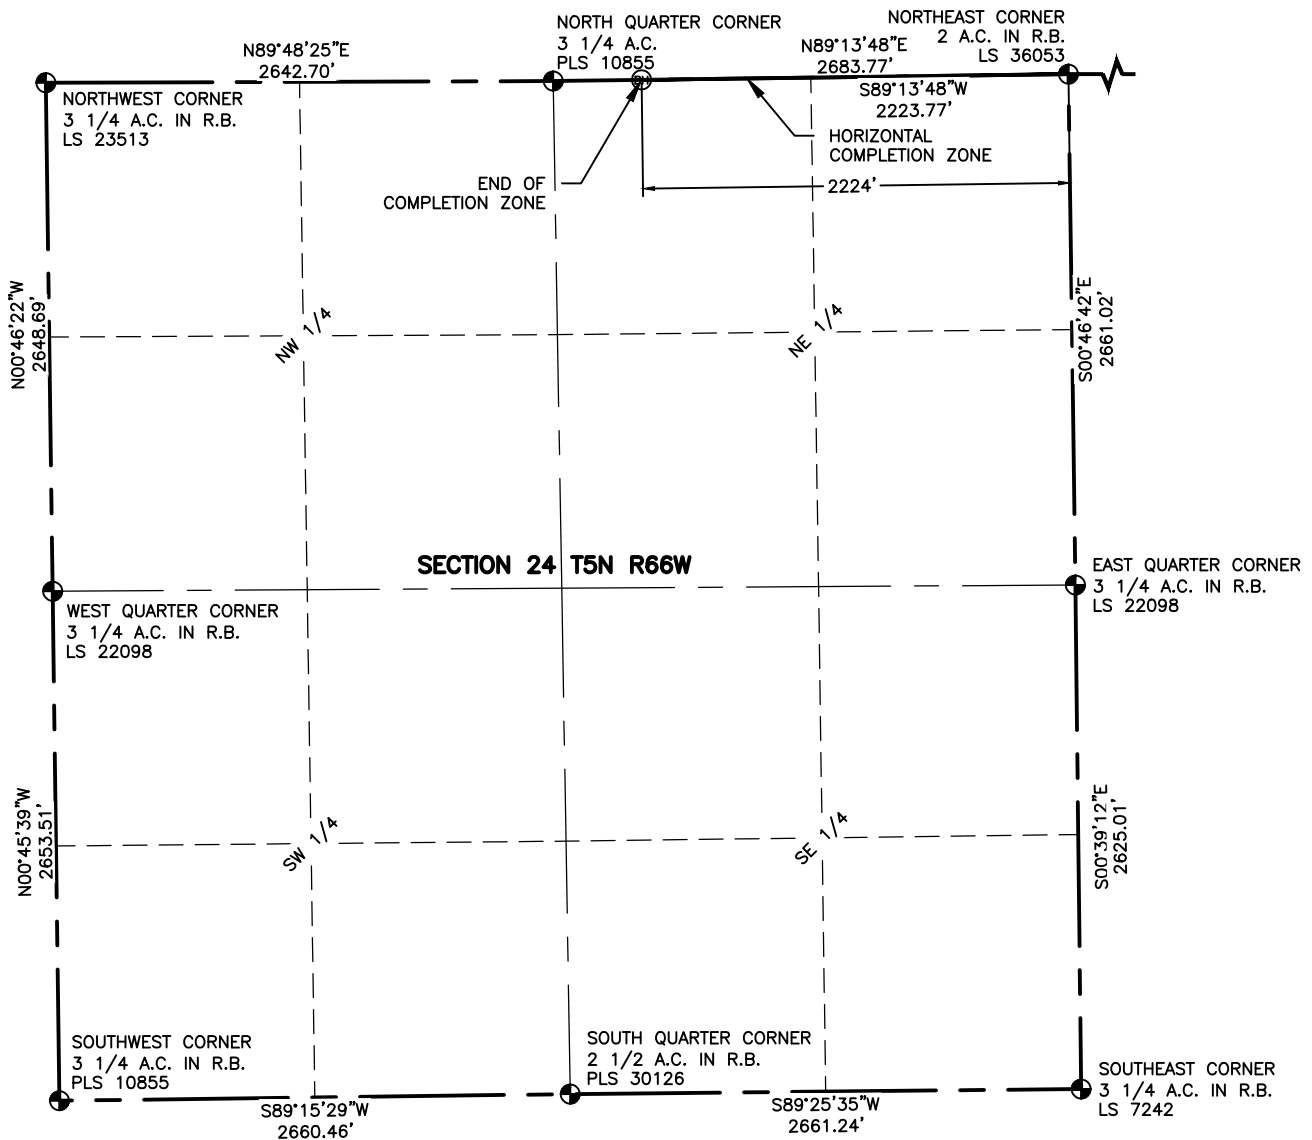 NORTH QUARTER CORNER
3 1/4 A.C.
PLS 10855
NORTHEAST CORNER
2 A.C. IN R.B.
LS 36053
N89°48'25"E
2642.70'
N89°13'48"E
2683.77'
S89°13'48"W
2223.77'
NORTHWEST CORNER
3 1/4 A.C. IN R.B.
LS 23513
HORIZONTAL
COMPLETION ZONE
END OF
COMPLETION ZONE
2224'
N00°46'22"W
2648.69'
NW 1/4
NE 1/4
S00°46'42"E
2661.02'
SECTION 24 T5N R66W
EAST QUARTER CORNER
3 1/4 A.C. IN R.B.
LS 22098
WEST QUARTER CORNER
3 1/4 A.C. IN R.B.
LS 22098
N00°45'39"W
2653.51'
SW 1/4
SE 1/4
S00°39'12"E
2625.01'
SOUTHWEST CORNER
3 1/4 A.C. IN R.B.
PLS 10855
SOUTH QUARTER CORNER
2 1/2 A.C. IN R.B.
PLS 30126
SOUTHEAST CORNER
3 1/4 A.C. IN R.B.
LS 7242
S89°15'29"W
2660.46'
S89°25'35"W
2661.24'